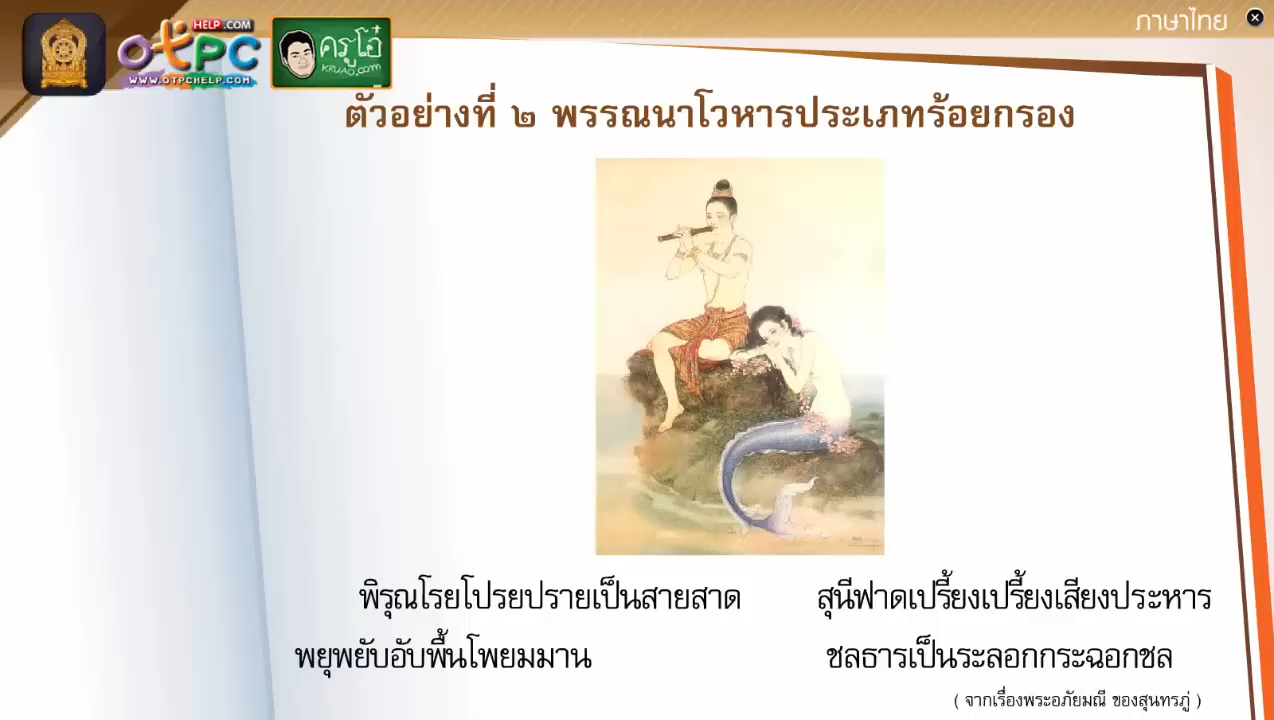 ภาษาไทย
HELP.COM
OTPC
WWW.OTPCHELP.COM
ครูโอ๋
KRUAO.COM
ตัวอย่างที่ ๒ พรรณนาโวหารประเภทร้อยกรอง
พิรุณโรยโปรยปรายเป็นสายสาด สุนีฟาดเปรี้ยงเปรี้ยงเสียงประหาร
พยุพยับอับพื้นโพยมมาน ชลธารเป็นระลอกกระฉอกชล
( จากเรื่องพระอภัยมณี ของสุนทรภู่ )